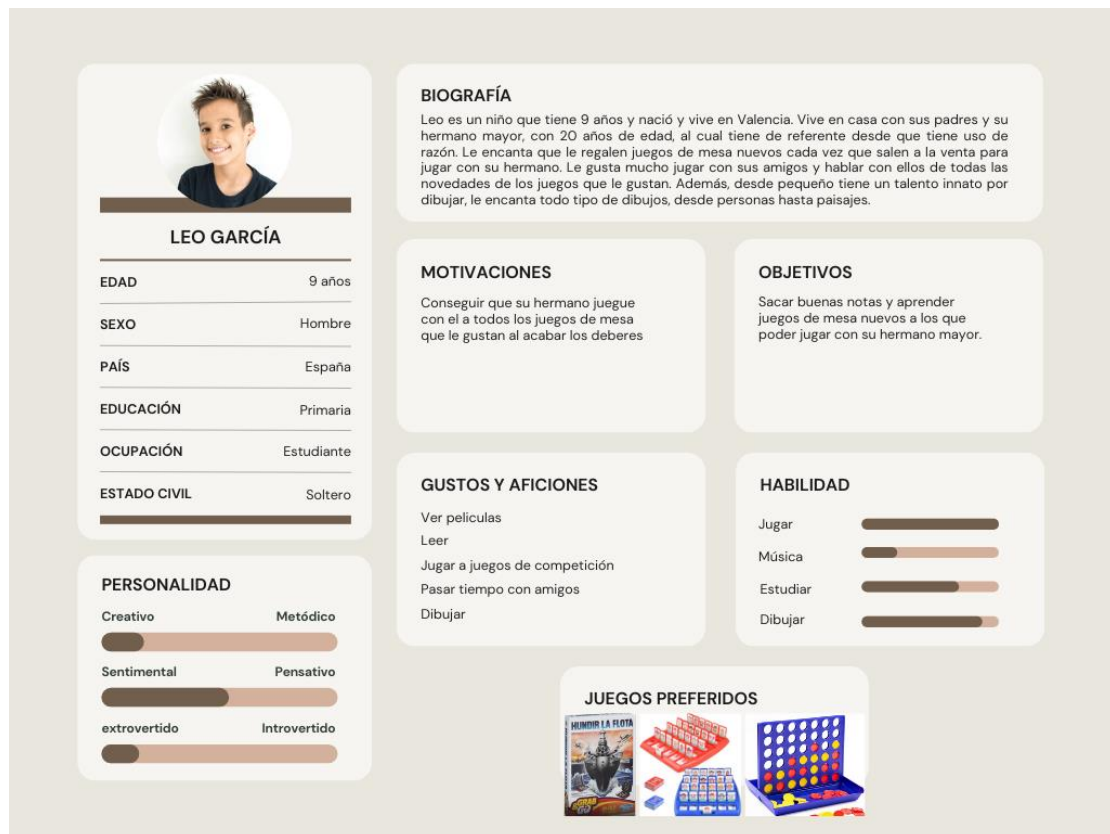 LEO GARCÍA
EDAD 9 años
SEXO Hombre
PAÍS España
EDUCACIÓN Primaria
OCUPACIÓN Estudiante
ESTADO CIVIL Soltero
PERSONALIDAD
Creativo Metódico
Sentimental Pensativo
extrovertido Introvertido
BIOGRAFÍA
Leo es un niño que tiene 9 años y nació y vive en Valencia. Vive en casa con sus padres y su
hermano mayor, con 20 años de edad, al cual tiene de referente desde que tiene uso de
razón. Le encanta que le regalen juegos de mesa nuevos cada vez que salen a la venta para
jugar con su hermano. Le gusta mucho jugar con sus amigos y hablar con ellos de todas las
novedades de los juegos que le gustan. Además, desde pequeño tiene un talento innato por
dibujar, le encanta todo tipo de dibujos, desde personas hasta paisajes.
MOTIVACIONES
Conseguir que su hermano juegue
con el a todos los juegos de mesa
que le gustan al acabar los deberes
OBJETIVOS
Sacar buenas notas y aprender
juegos de mesa nuevos a los que
poder jugar con su hermano mayor.
GUSTOS Y AFICIONES
Ver peliculas
Leer
Jugar a juegos de competición
Pasar tiempo con amigos
Dibujar
HABILIDAD
Jugar
Música
Estudiar
Dibujar
JUEGOS PREFERIDOS
HUNDIR LA FLOTA
GRAB